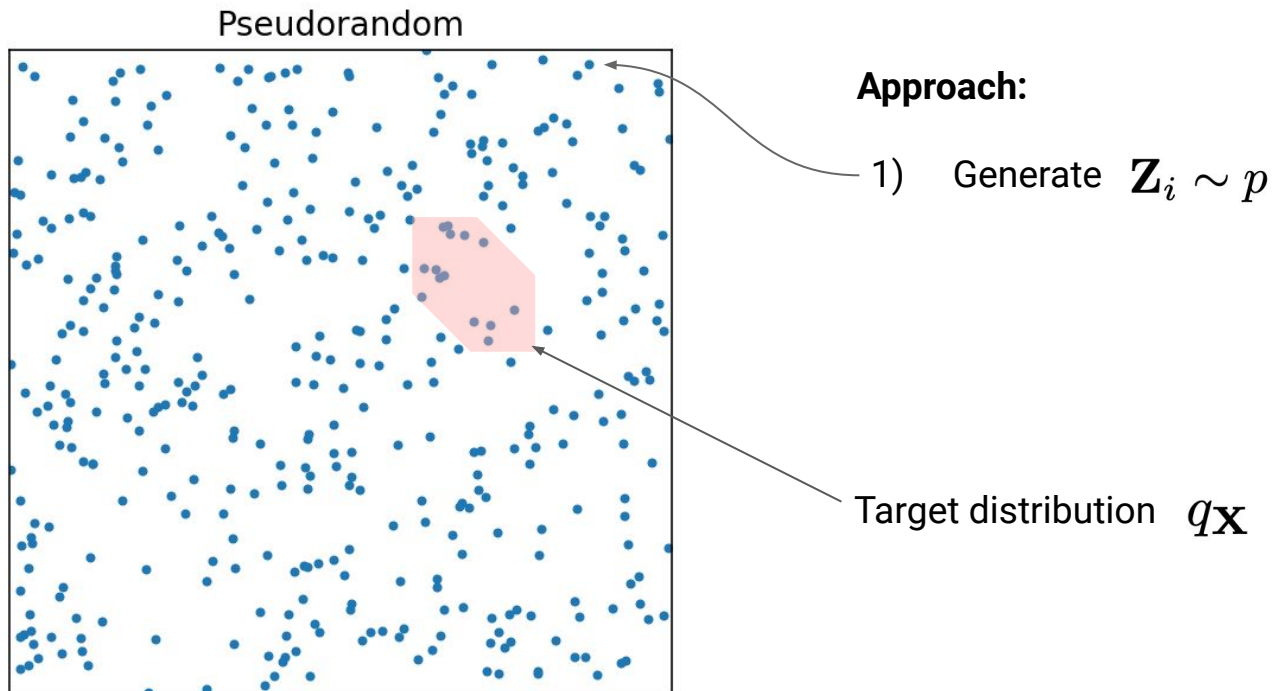 Pseudorandom
Approach:
1) Generate 𝐙ᵢ ∼ p
Target distribution q𝐗